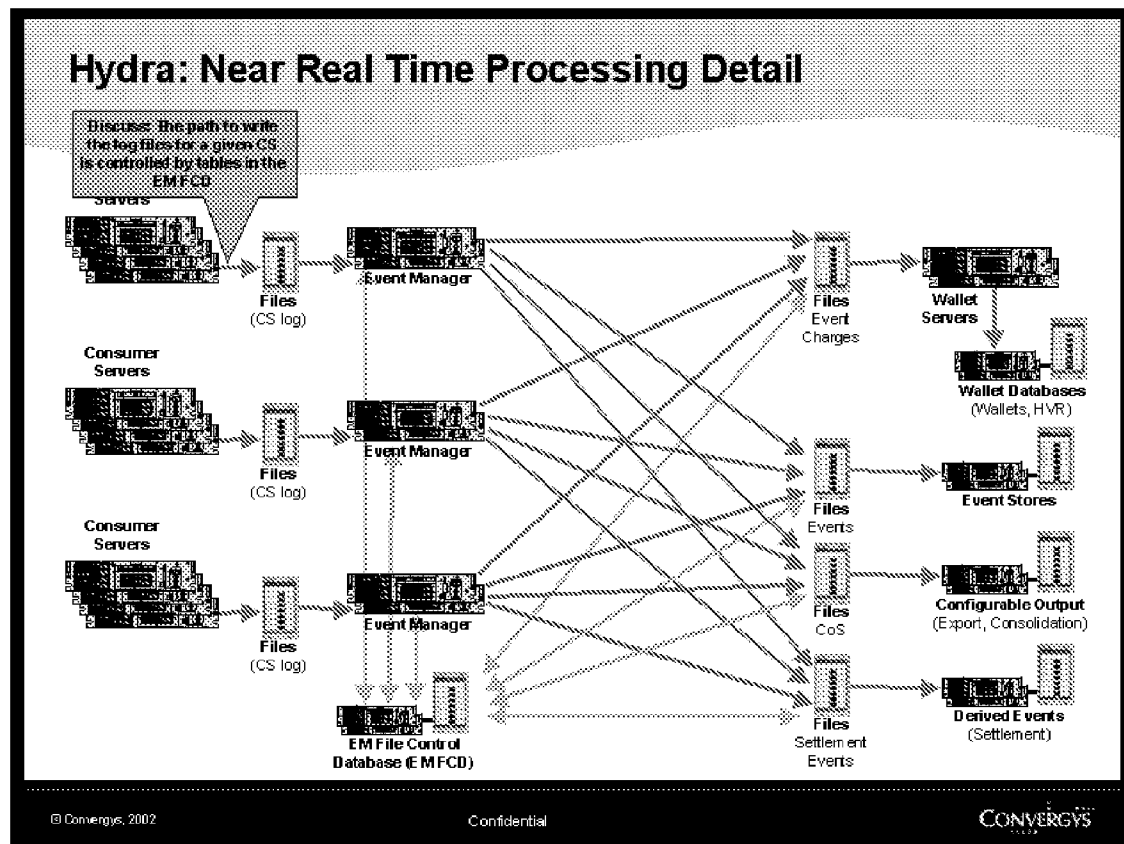 Hydra: Near Real Time Processing Detail
Discuss: The path to write
the log files for a given CS
is controlled by tables in the
EMFCD
Servers
Files
(CS log)
Event Manager
Files
Event
Charges
Wallet
Servers
Wallet Databases
(Wallets, HVR)
Consumer
Servers
Files
(CS log)
Event Manager
Files
Events
Event Stores
Consumer
Servers
Files
(CS log)
Event Manager
Files
CoS
Configurable Output
(Export, Consolidation)
EM File Control
Database (EMFCD)
Files
Settlement
Events
Derived Events
(Settlement)
© Convergys, 2002
Confidential
CONVERGYS